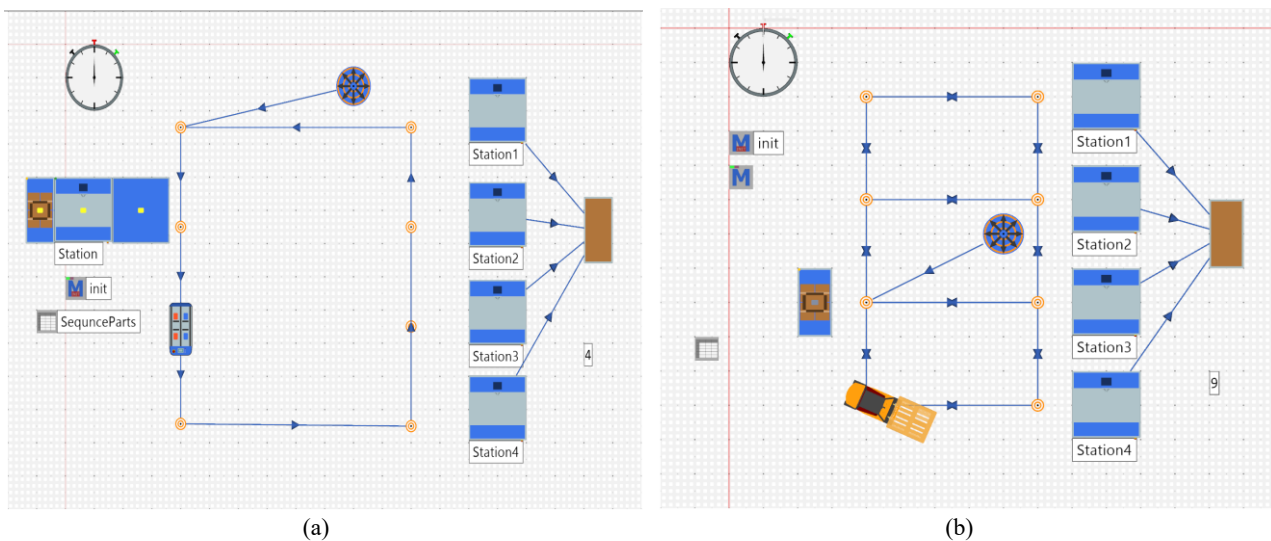 Station1
Station2
Station
Station3
M init
SequnceParts
4
Station4
(a)
Station1
M init
M
Station2
Station3
9
Station4
(b)